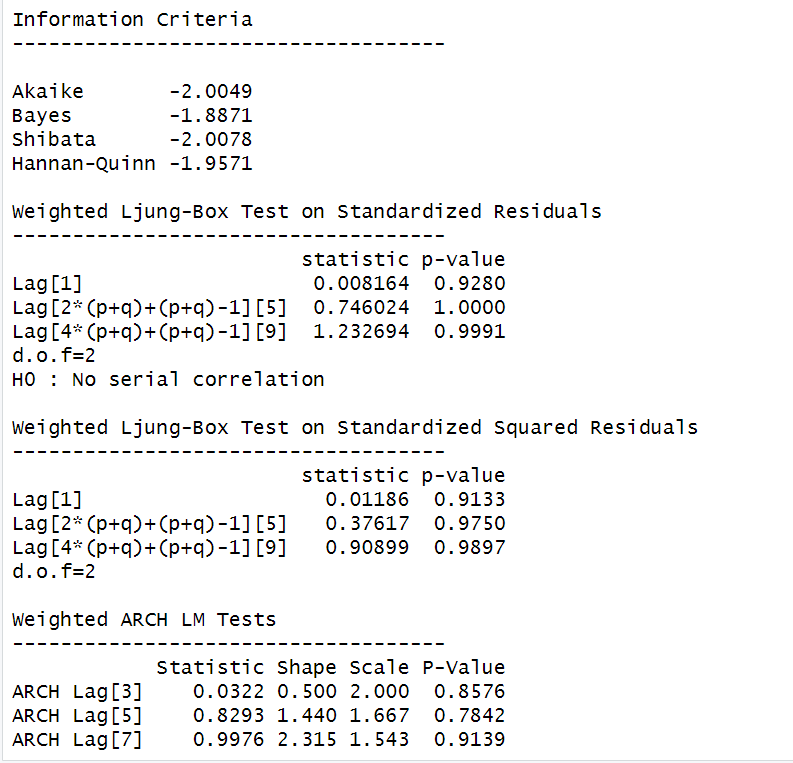 Information Criteria
------------------------------------
Akaike       -2.0049
Bayes        -1.8871
Shibata      -2.0078
Hannan-Quinn -1.9571
Weighted Ljung-Box Test on Standardized Residuals
------------------------------------
                        statistic p-value
Lag[1]                   0.008164  0.9280
Lag[2*(p+q)+(p+q)-1][5]  0.746024  1.0000
Lag[4*(p+q)+(p+q)-1][9]  1.232694  0.9991
d.o.f=2
H0 : No serial correlation
Weighted Ljung-Box Test on Standardized Squared Residuals
------------------------------------
                        statistic p-value
Lag[1]                    0.01186  0.9133
Lag[2*(p+q)+(p+q)-1][5]   0.37617  0.9750
Lag[4*(p+q)+(p+q)-1][9]   0.90899  0.9897
d.o.f=2
Weighted ARCH LM Tests
------------------------------------
            Statistic Shape Scale P-Value
ARCH Lag[3]    0.0322 0.500 2.000  0.8576
ARCH Lag[5]    0.8293 1.440 1.667  0.7842
ARCH Lag[7]    0.9976 2.315 1.543  0.9139